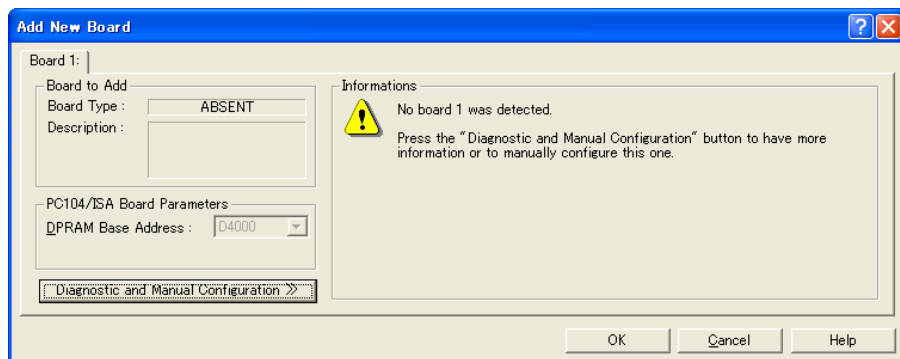 Add New Board
Board 1:
Board to Add
Board Type :
ABSENT
Description :
PC104/ISA Board Parameters
DPRAM Base Address :
D4000
Diagnostic and Manual Configuration >>
Informations
No board 1 was detected.
Press the "Diagnostic and Manual Configuration" button to have more
information or to manually configure this one.
OK
Cancel
Help